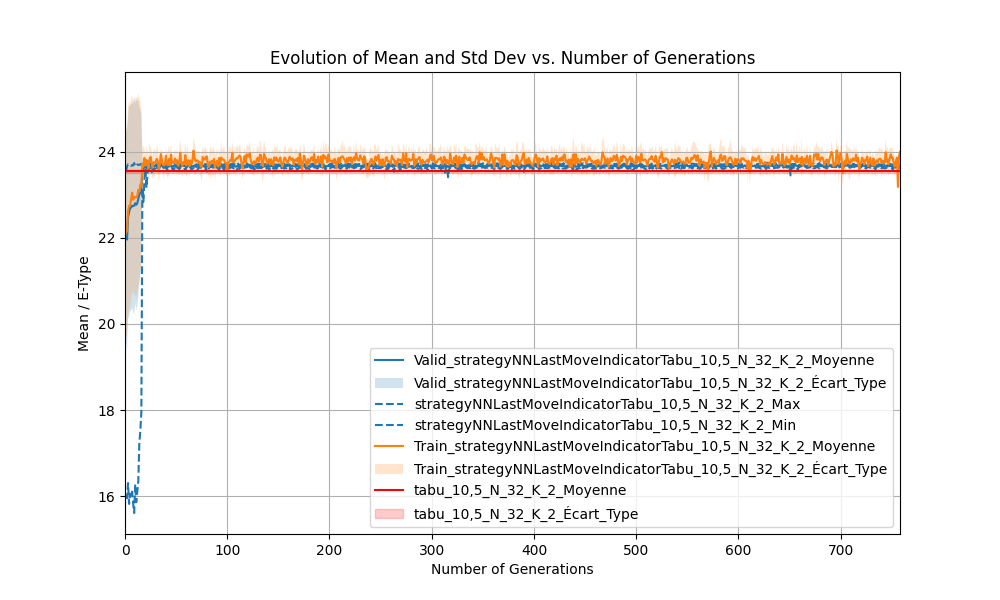 Evolution of Mean and Std Dev vs. Number of Generations
Mean / E-Type
24
22
20
18
16
0
100
200
300
400
500
600
700
Number of Generations
Valid_strategyNNLastMoveIndicatorTabu_10,5_N_32_K_2_Moyenne
Valid_strategyNNLastMoveIndicatorTabu_10,5_N_32_K_2_Écart_Type
strategyNNLastMoveIndicatorTabu_10,5_N_32_K_2_Max
strategyNNLastMoveIndicatorTabu_10,5_N_32_K_2_Min
Train_strategyNNLastMoveIndicatorTabu_10,5_N_32_K_2_Moyenne
Train_strategyNNLastMoveIndicatorTabu_10,5_N_32_K_2_Écart_Type
tabu_10,5_N_32_K_2_Moyenne
tabu_10,5_N_32_K_2_Écart_Type